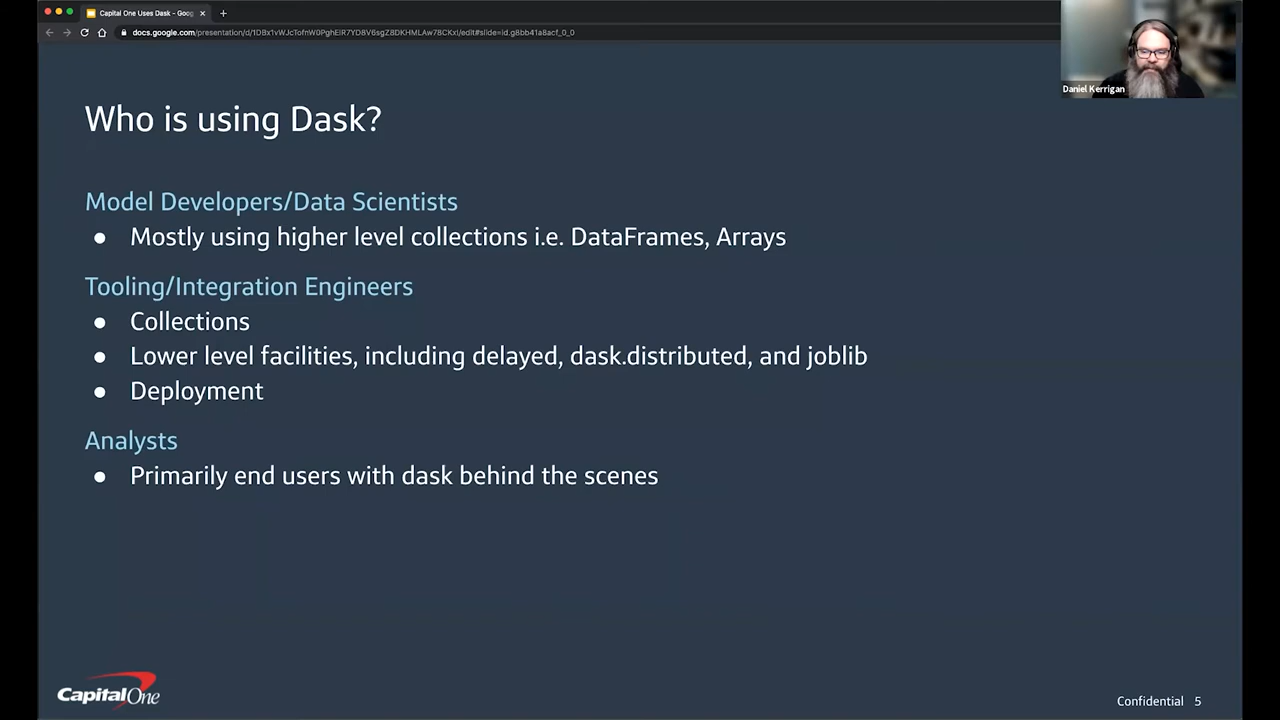 Capital One Uses Dask - Goog
docs.google.com/presentation/d/1DBx1vWJcTofnW0PghEiR7YD8V6sgZ8DKHMLAw78CKxI/edit#slide=id.g8bb41a8acf_0_0
Daniel Kerrigan
Who is using Dask?
Model Developers/Data Scientists
● Mostly using higher level collections i.e. DataFrames, Arrays
Tooling/Integration Engineers
● Collections
● Lower level facilities, including delayed, dask.distributed, and joblib
● Deployment
Analysts
● Primarily end users with dask behind the scenes
Capital One
Confidential 5